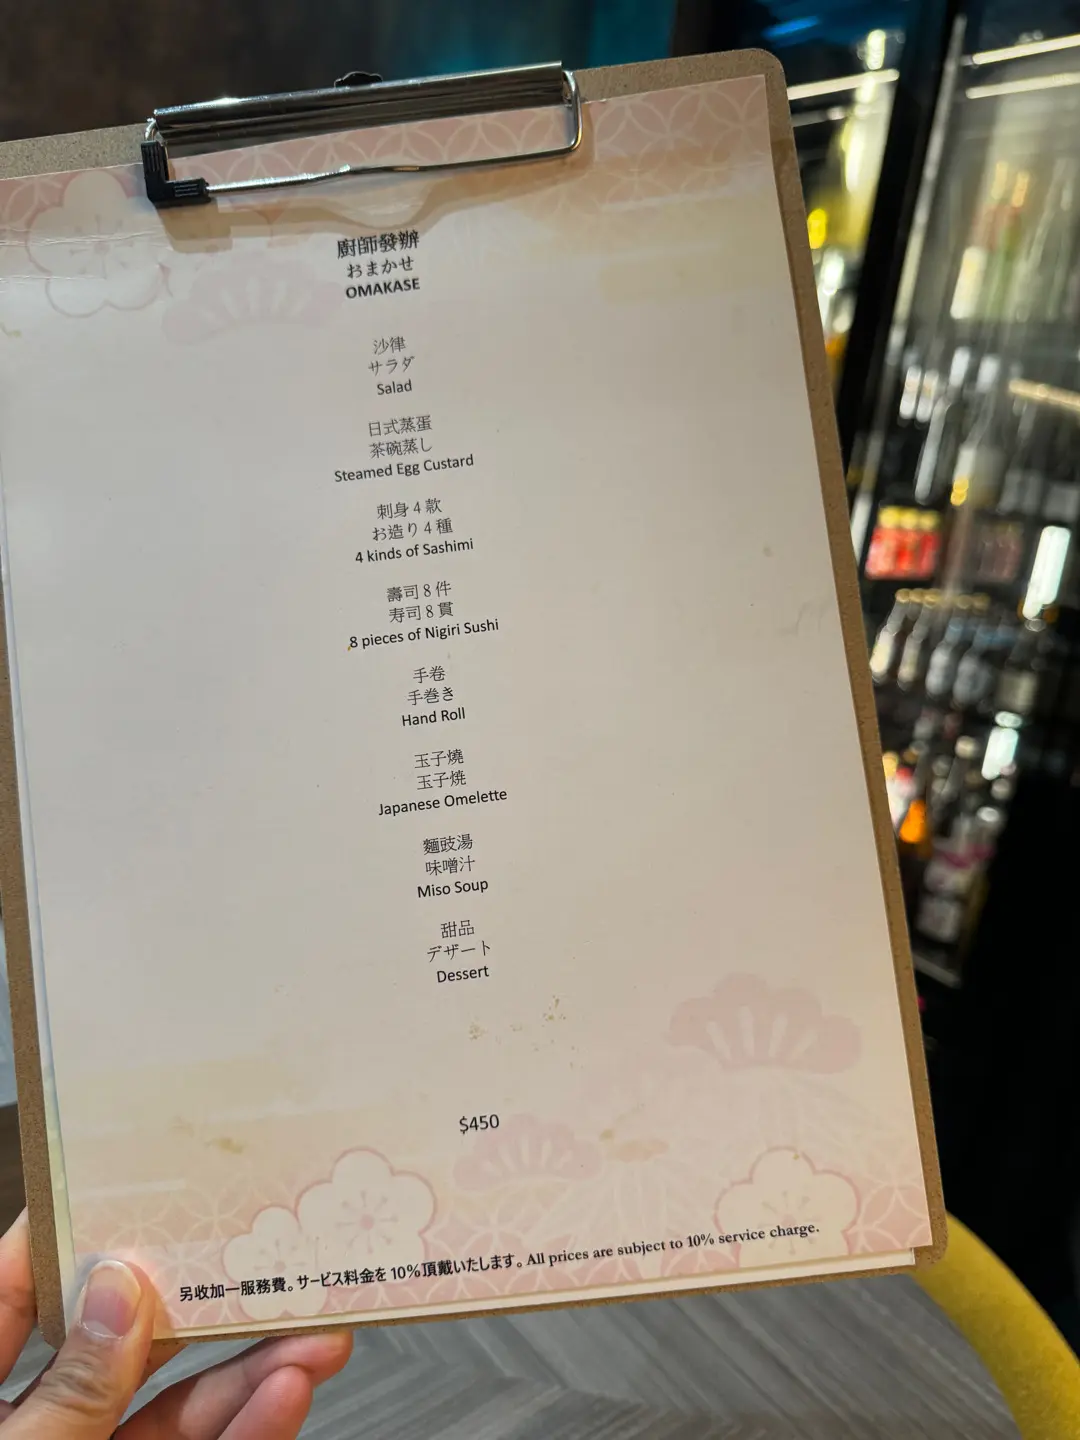 廚師發辦
おまかせ
OMAKASE
沙律
サラダ
Salad
日式蒸蛋
茶碗蒸し
Steamed Egg Custard
刺身4款
お造り4種
4 kinds of Sashimi
壽司8件
寿司8貫
8 pieces of Nigiri Sushi
手卷
手巻き
Hand Roll
玉子燒
玉子焼
Japanese Omelette
麵豉湯
味噌汁
Miso Soup
甜品
デザート
Dessert
$450
另收加一服務費。サービス料金を10%頂戴いたします。All prices are subject to 10% service charge.